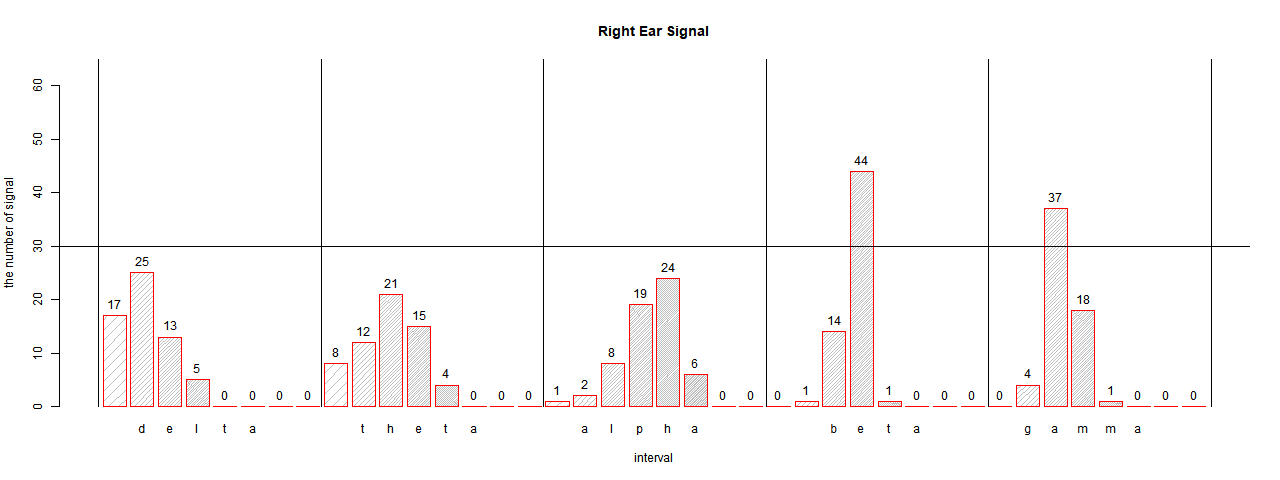 Right Ear Signal
the number of signal
60
50
40
30
20
10
0
17 25 13 5 0 0 0 0 8 12 21 15 4 0 0 0 1 2 8 19 24 6 0 0 0 1 14 44 1 0 0 0 0 4 37 18 1 0 0 0
d e l t a t h e t a a l p h a b e t a g a m m a
interval